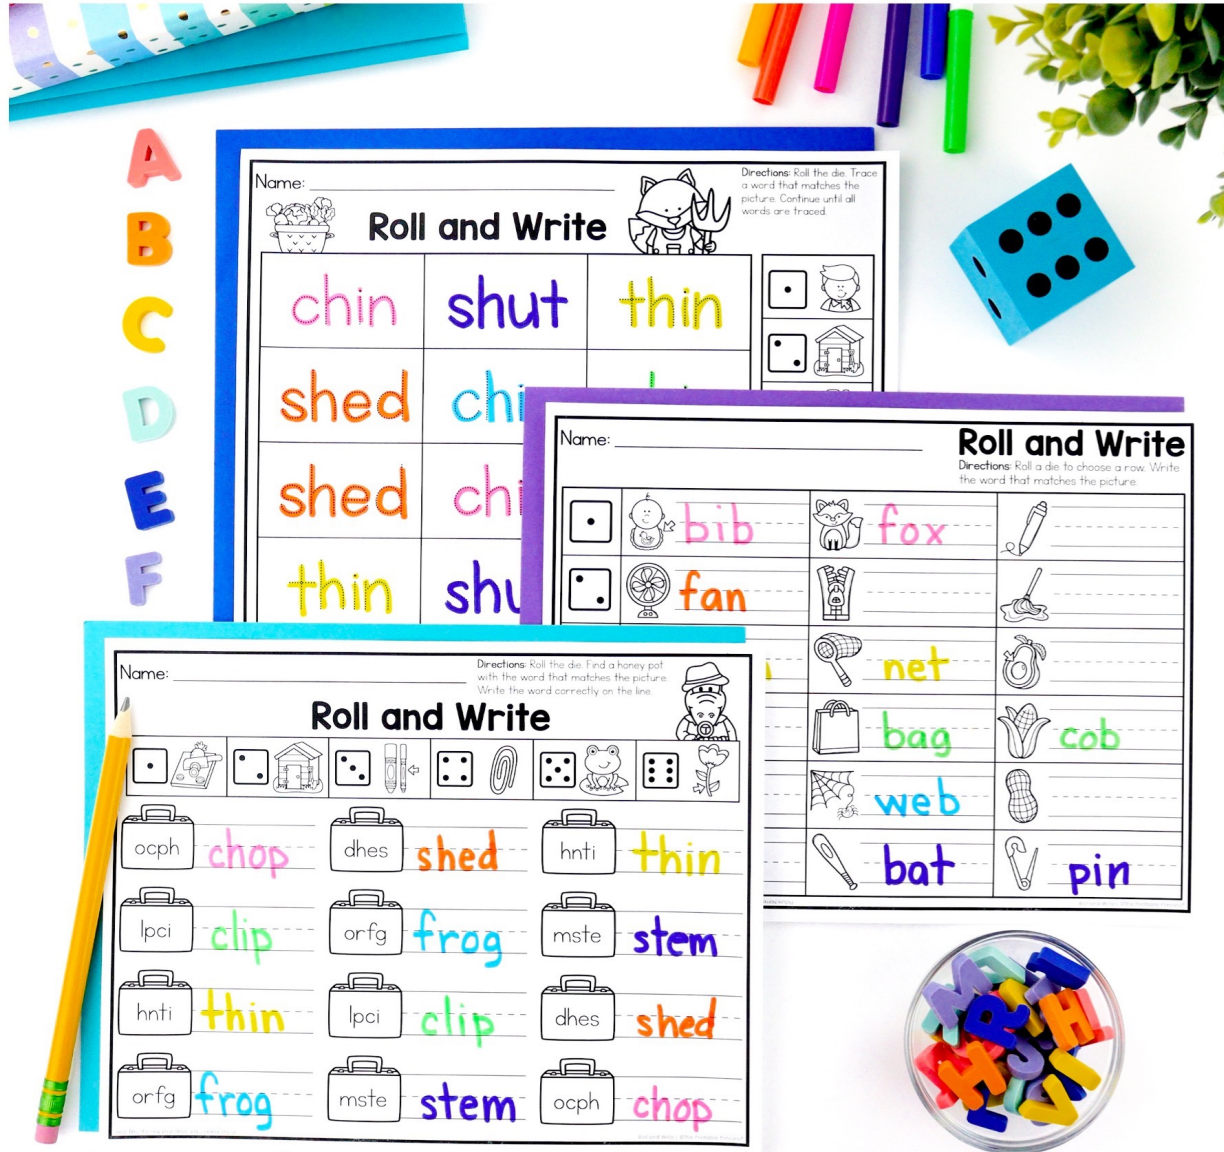 A
B
C
D
E
F
Name:
Directions: Roll the die. Trace
a word that matches the
picture. Continue until all
words are traced.
Roll and Write
chin shut thin
shed chi
shed chi
thin shu
Name:
Roll and Write
Directions: Roll a die to choose a row. Write
the word that matches the picture.
bib fox
fan
net
bag cob
web
bat pin
Name:
Directions: Roll the die. Find a honey pot
with the word that matches the picture.
Write the word correctly on the line.
Roll and Write
ocph chop dhes shed hnti thin
lpci clip orfg frog mste stem
hnti thin lpci clip dhes shed
orfg frog mste stem ocph chop